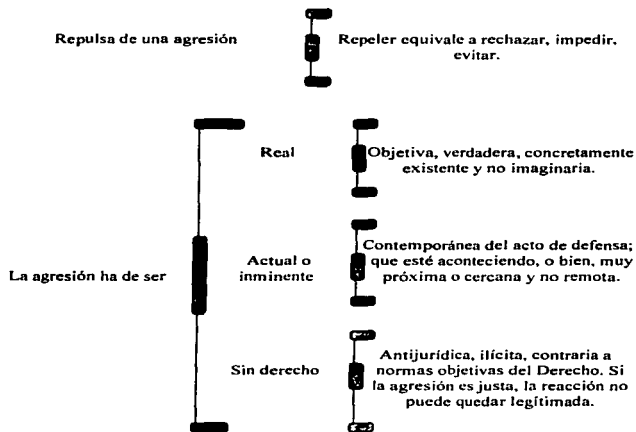 Repulsa de una agresión
Repeler equivale a rechazar, impedir,
evitar.
La agresión ha de ser
Real
Objetiva, verdadera, concretamente
existente y no imaginaria.
Actual o
inminente
Contemporánea del acto de defensa;
que esté aconteciendo, o bien, muy
próxima o cercana y no remota.
Sin derecho
Antijurídica, ilícita, contraria a
normas objetivas del Derecho. Si
la agresión es justa, la reacción no
puede quedar legítimada.